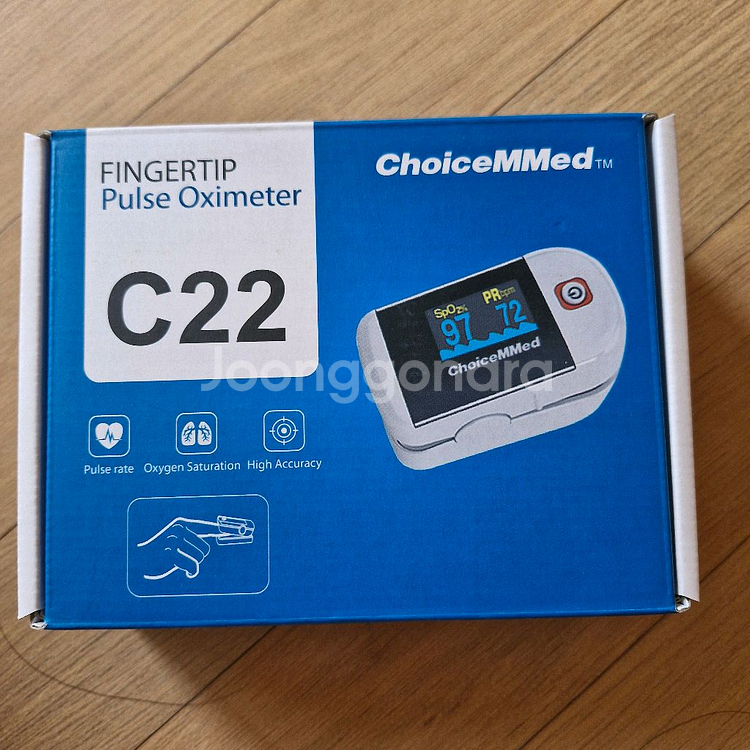 FINGERTIP
Pulse Oximeter
C22
ChoiceMMed™
SpO2%
PRbpm
97
72
ChoiceMMed
Joonggonara
Pulse rate
Oxygen Saturation
High Accuracy